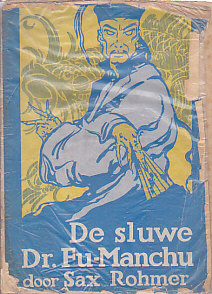 De sluwe
Dr. Fu-Manchu
door Sax Rohmer